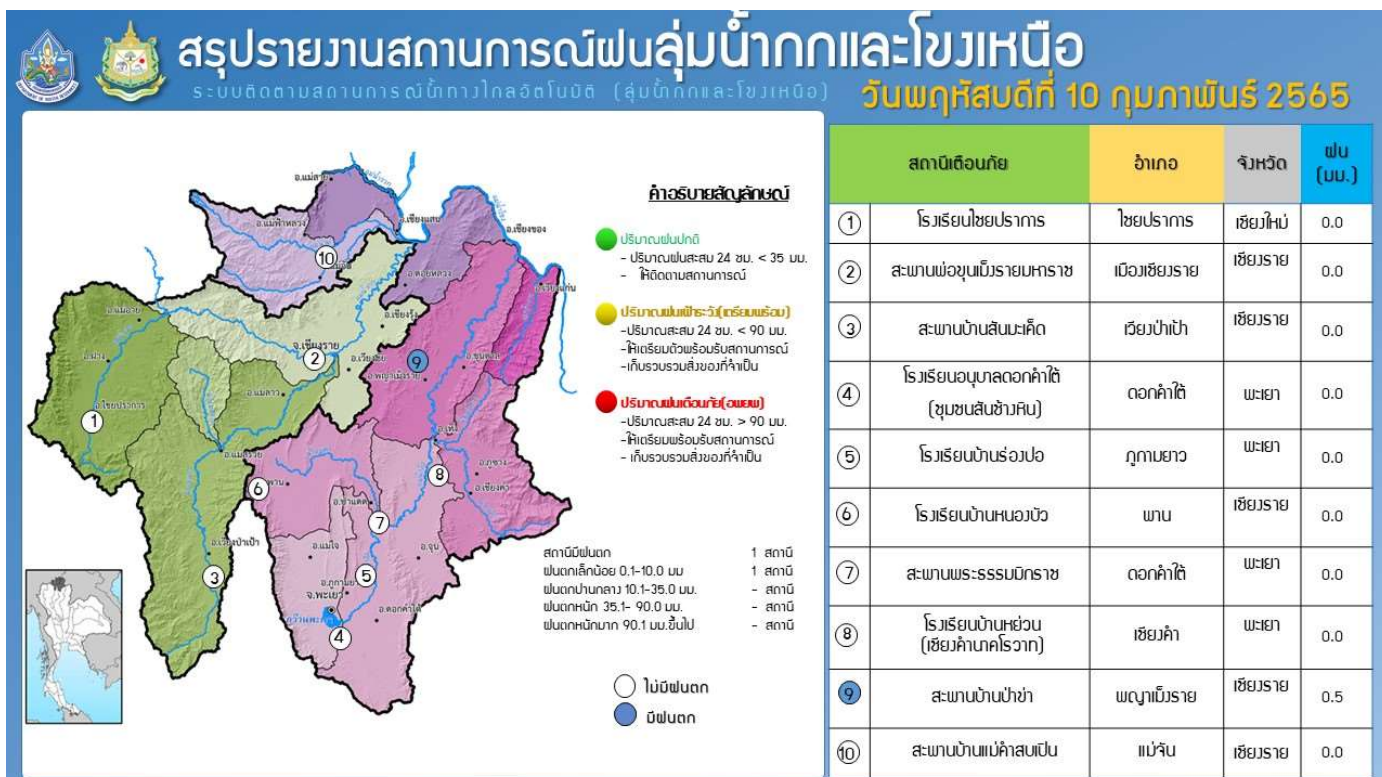 สรุปรายงานสถานการณ์ฝนลุ่มน้ำกกและโขงเหนือ
ระบบติดตามสถานการณ์น้ำทางไกลอัตโนมัติ (ลุ่มน้ำกกและโขงเหนือ)
วันพฤหัสบดีที่ 10 กุมภาพันธ์ 2565
คำอธิบายสัญลักษณ์
ปริมาณฝนปกติ
- ปริมาณฝนสะสม 24 ชม. < 35 มม.
- ให้ติดตามสถานการณ์
ปริมาณฝนเฝ้าระวัง(เตรียมพร้อม)
-ปริมาณสะสม 24 ชม. < 90 มม.
-ให้เตรียมตัวพร้อมรับสถานการณ์
-เก็บรวบรวมสิ่งของที่จำเป็น
ปริมาณฝนเตือนภัย(อพยพ)
-ปริมาณสะสม 24 ชม. > 90 มม.
-ให้เตรียมพร้อมรับสถานการณ์
- เก็บรวบรวมสิ่งของที่จำเป็น
อ.แม่สาย
อ.แม่ฟ้าหลวง
อ.เชียงแสน
อ.เชียงของ
10
อ.ดอยหลวง
อ.เวียงแก่น
อ.แม่อาย
อ.เชียงรุ้ง
จ.เชียงราย
2
9
อ.ฝาง
อ.พญาเม็งราย
อ.แม่ลาว
อ.ไชยปราการ
1
อ.เทิง
อ.แม่สรวย
อ.ภูซาง
8
6
อ.เชียงคำ
7
อ.เวียงป่าเป้า
อ.แม่ใจ
อ.จุน
3
5
จ.พะเยา
อ.ดอกคำใต้
4
สถานีมีฝนตก 1 สถานี
ฝนตกเล็กน้อย 0.1-10.0 มม 1 สถานี
ฝนตกปานกลาง 10.1-35.0 มม. - สถานี
ฝนตกหนัก 35.1- 90.0 มม. - สถานี
ฝนตกหนักมาก 90.1 มม.ขึ้นไป - สถานี
ไม่มีฝนตก
มีฝนตก
สถานีเตือนภัย อำเภอ จังหวัด ฝน (มม.)
1 โรงเรียนไชยปราการ ไชยปราการ เชียงใหม่ 0.0
2 สะพานพ่อขุนเม็งรายมหาราช เมืองเชียงราย เชียงราย 0.0
3 สะพานบ้านสันมะเค็ด เวียงป่าเป้า เชียงราย 0.0
4 โรงเรียนอนุบาลดอกคำใต้ (ชุมชนสันช้างหิน) ดอกคำใต้ พะเยา 0.0
5 โรงเรียนบ้านร่องปอ ภูกามยาว พะเยา 0.0
6 โรงเรียนบ้านหนองบัว พาน เชียงราย 0.0
7 สะพานพระธรรมมิกราช ดอกคำใต้ พะเยา 0.0
8 โรงเรียนบ้านหย่วน (เชียงคำนาคโรวาท) เชียงคำ พะเยา 0.0
9 สะพานบ้านป่าข่า พญาเม็งราย เชียงราย 0.5
10 สะพานบ้านแม่คำสบเปิน แม่จัน เชียงราย 0.0